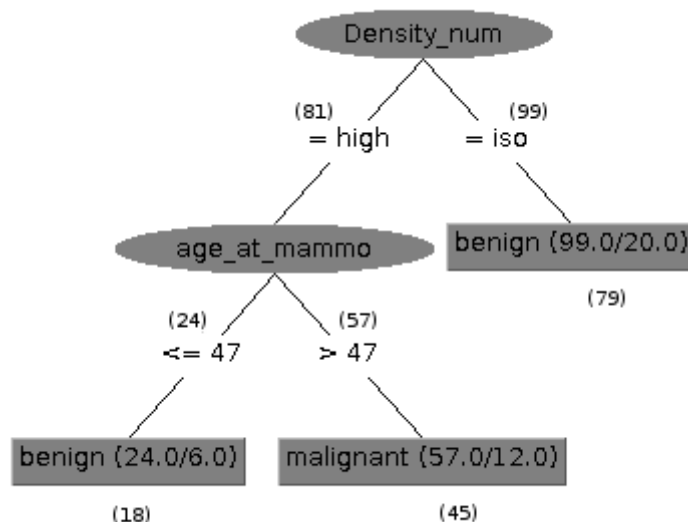 Density_num
(81) (99)
= high = iso
age_at_mammo benign (99.0/20.0)
(79)
(24) (57)
<= 47 > 47
benign (24.0/6.0) malignant (57.0/12.0)
(18) (45)